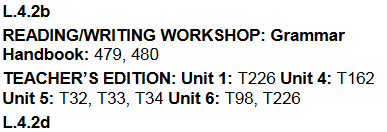 L.4.2b
READING/WRITING WORKSHOP: Grammar
Handbook: 479, 480
TEACHER’S EDITION: Unit 1: T226 Unit 4: T162
Unit 5: T32, T33, T34 Unit 6: T98, T226
L.4.2d